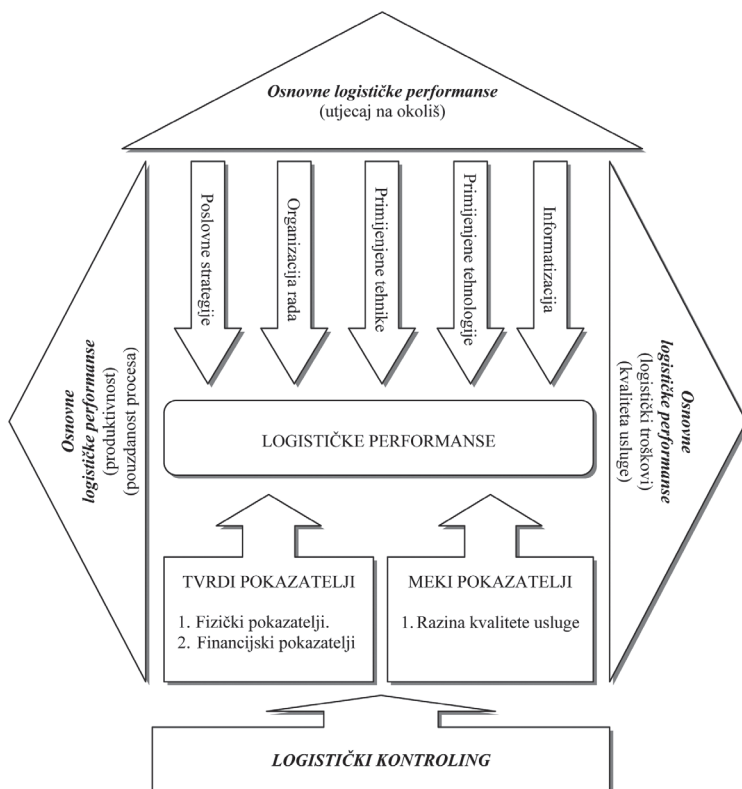 Osnovne logističke performanse
(utjecaj na okoliš)
Poslovne strategije
Organizacija rada
Primijenjene tehnike
Primijenjene tehnologije
Informatizacija
Osnovne
logističke performanse
(produktivnost)
(pouzdanost procesa)
Osnovne
logističke performanse
(logistički troškovi)
(kvaliteta usluge)
LOGISTIČKE PERFORMANSE
TVRDI POKAZATELJI
1. Fizički pokazatelji.
2. Financijski pokazatelji
MEKI POKAZATELJI
1. Razina kvalitete usluge
LOGISTIČKI KONTROLING